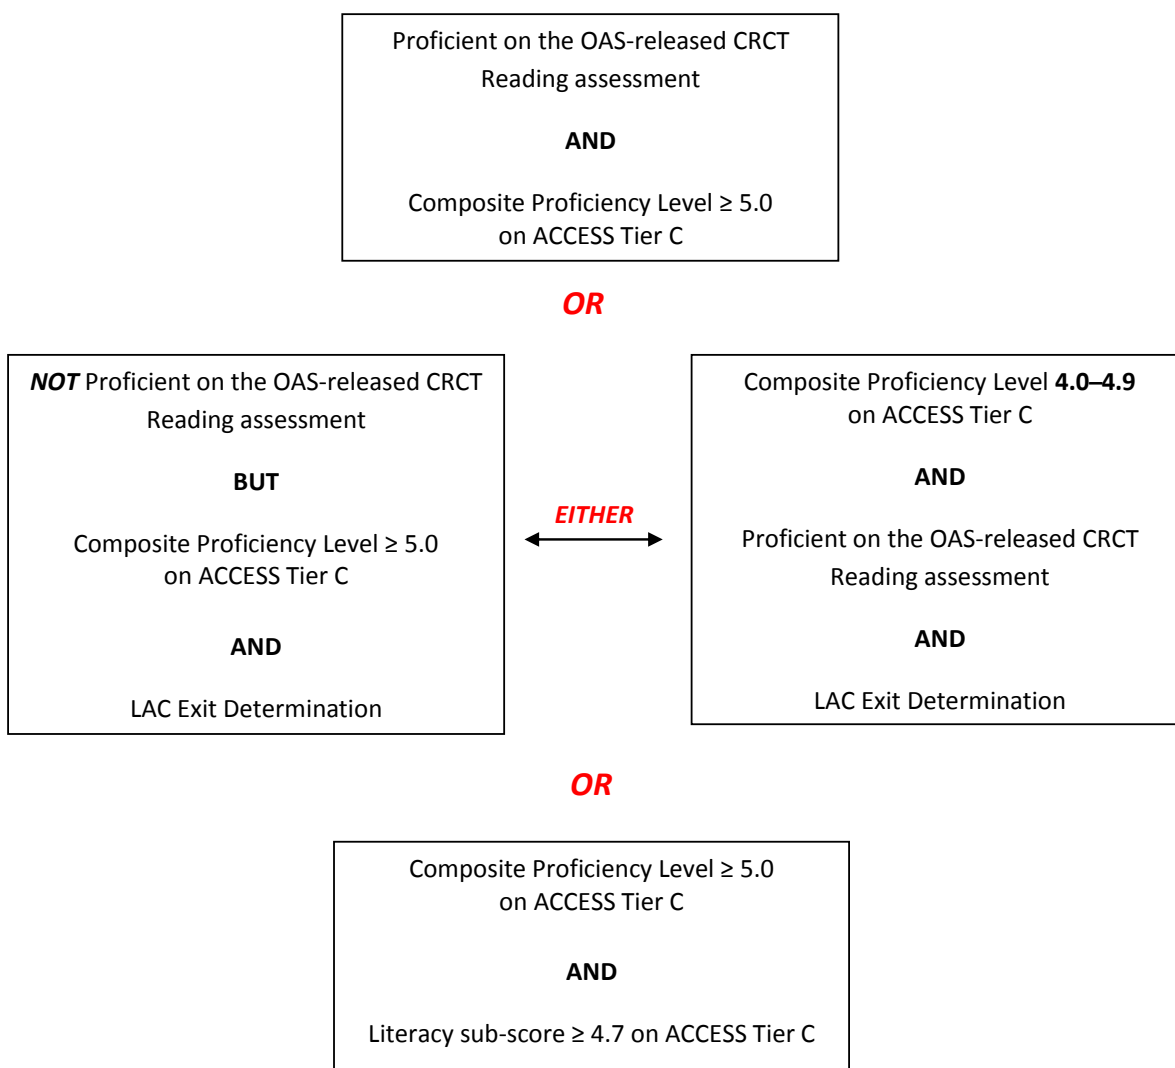 Proficient on the OAS-released CRCT
Reading assessment
AND
Composite Proficiency Level ≥ 5.0
on ACCESS Tier C
OR
NOT Proficient on the OAS-released CRCT
Reading assessment
BUT
Composite Proficiency Level ≥ 5.0
on ACCESS Tier C
AND
LAC Exit Determination
EITHER
Composite Proficiency Level 4.0–4.9
on ACCESS Tier C
AND
Proficient on the OAS-released CRCT
Reading assessment
AND
LAC Exit Determination
OR
Composite Proficiency Level ≥ 5.0
on ACCESS Tier C
AND
Literacy sub-score ≥ 4.7 on ACCESS Tier C